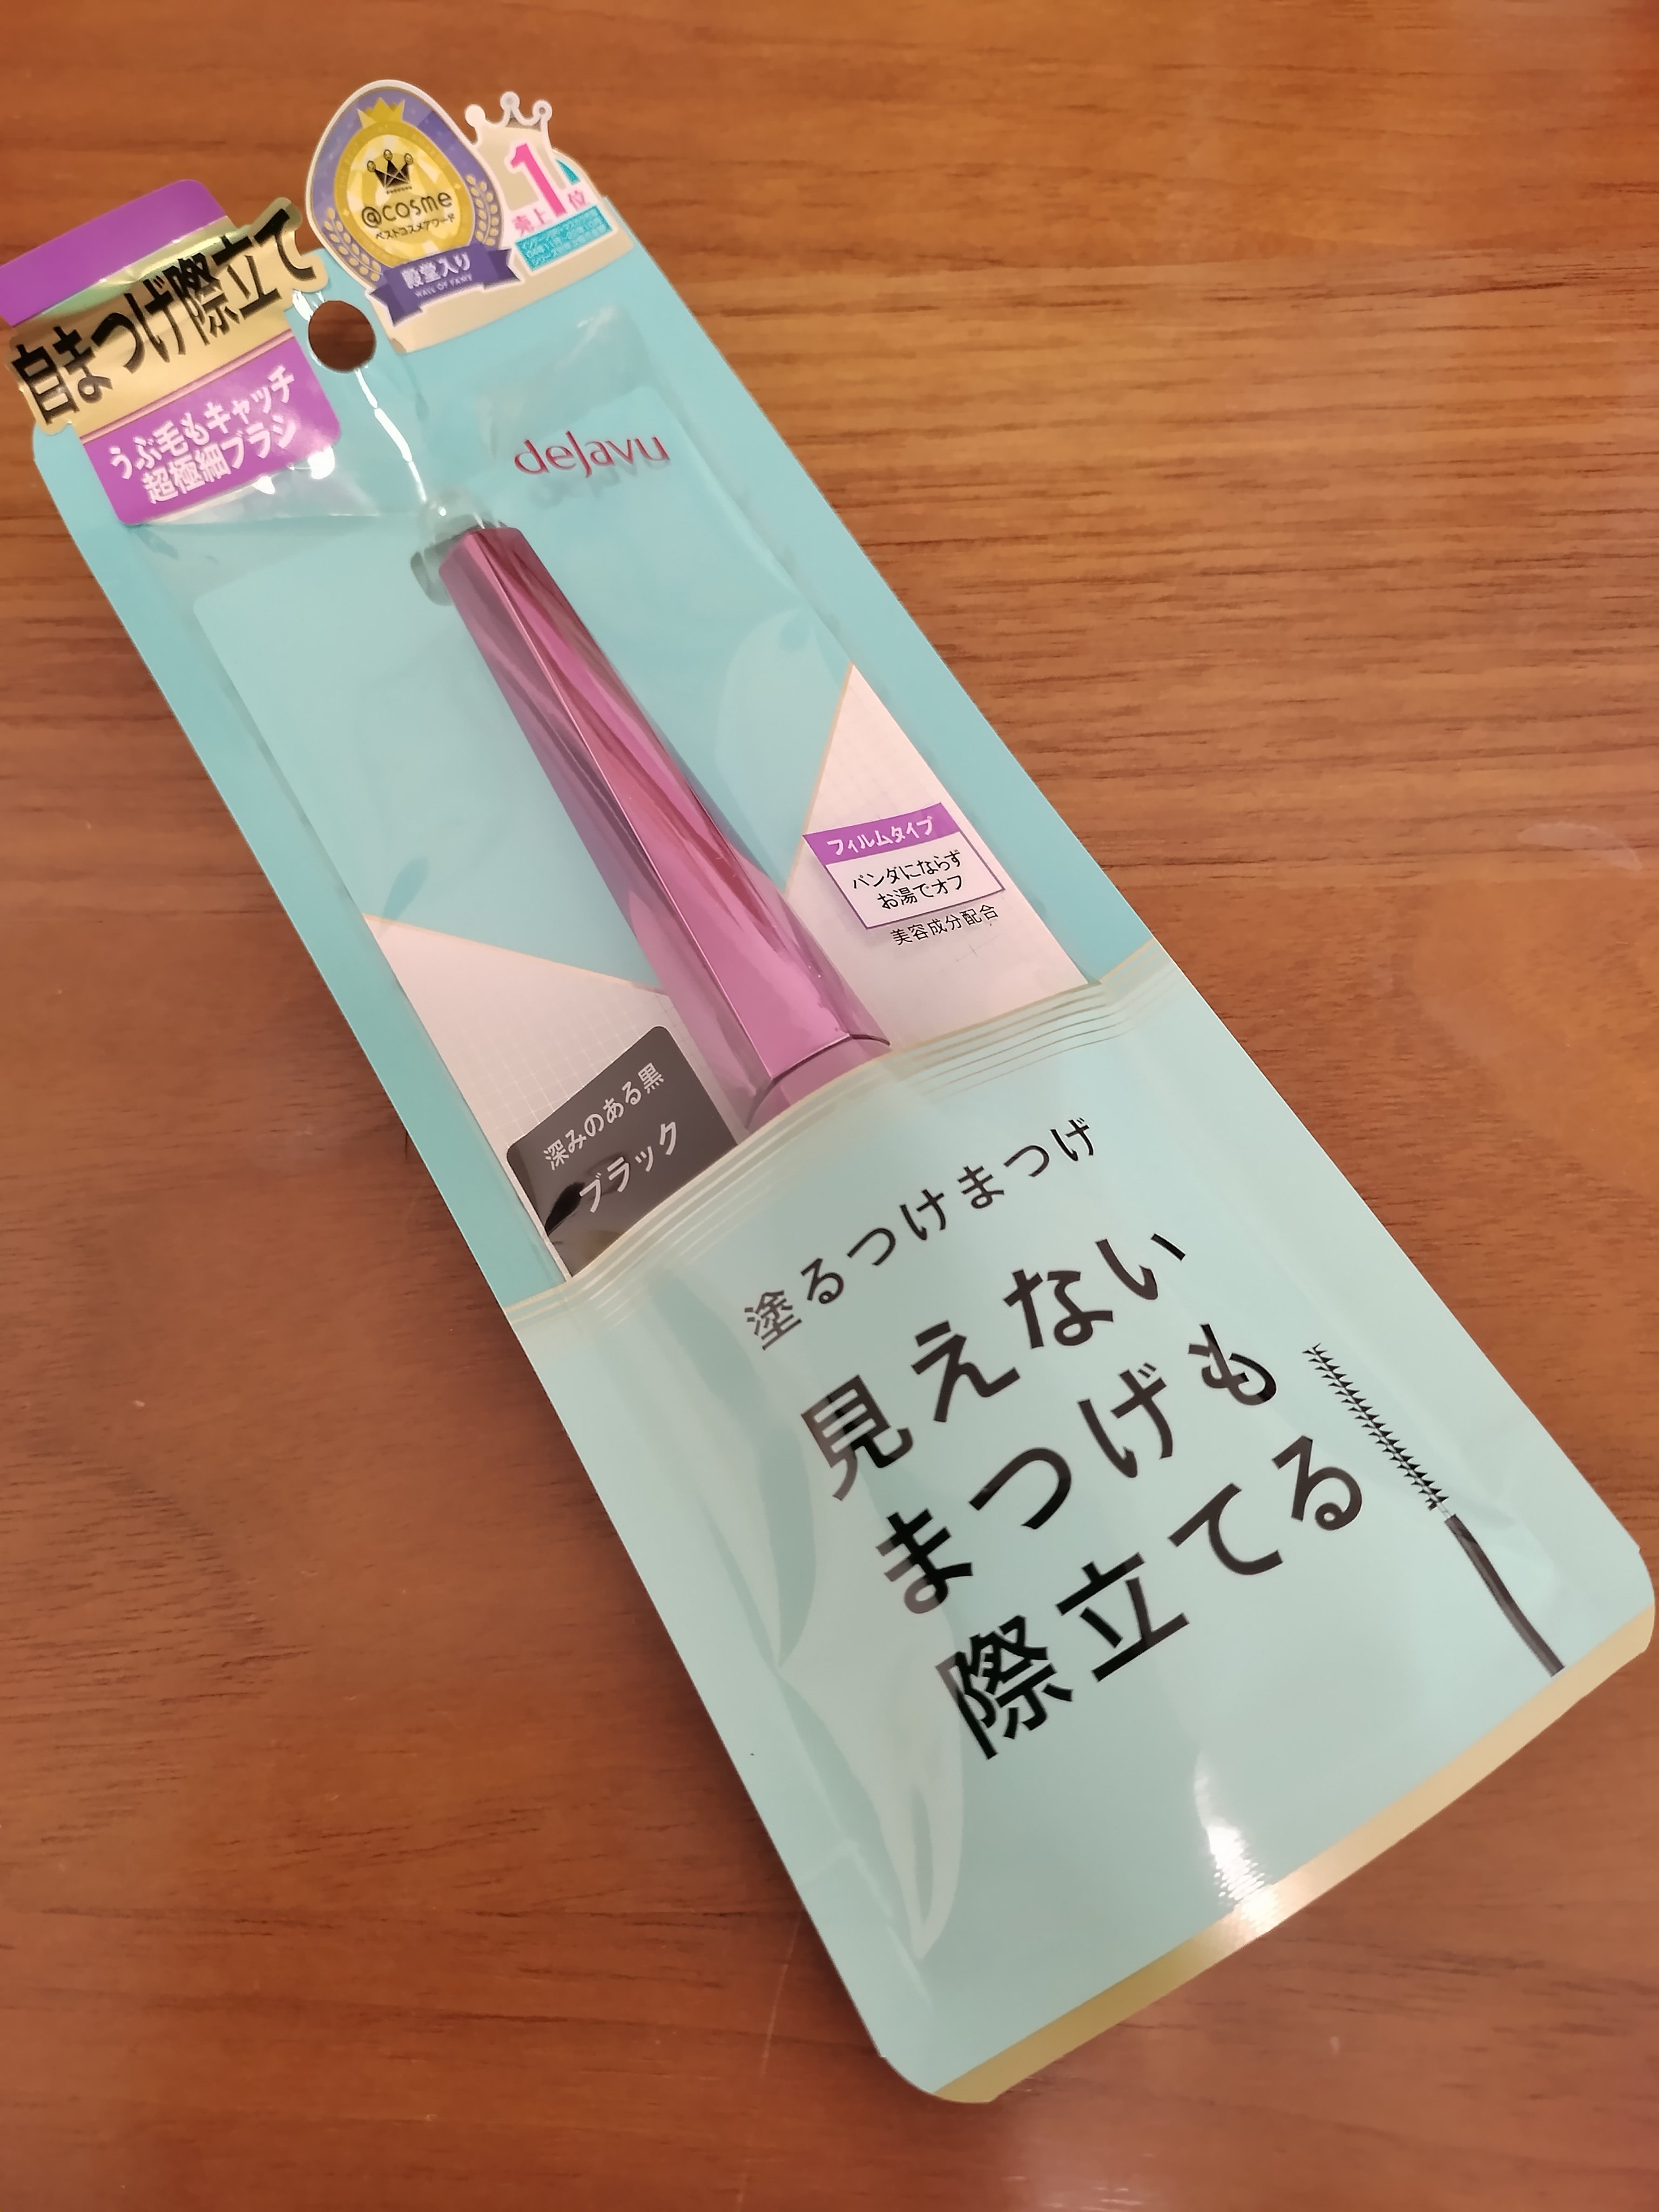 @cosme
ベストコスメアワード
殿堂入り
HALL OF FAME
売上
1
位
自まつげ際立て
うぶ毛もキャッチ
超極細ブラシ
dejavu
フィルムタイプ
パンダにならず
お湯でオフ
美容成分配合
深みのある黒
ブラック
塗るつけまつげ
見えない
まつげも
際立てる